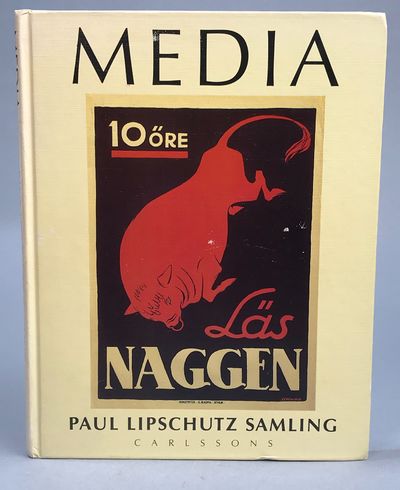 MEDIA
10 ÖRE
Läs
NAGGEN
PAUL LIPSCHUTZ SAMLING
CARLSSONS